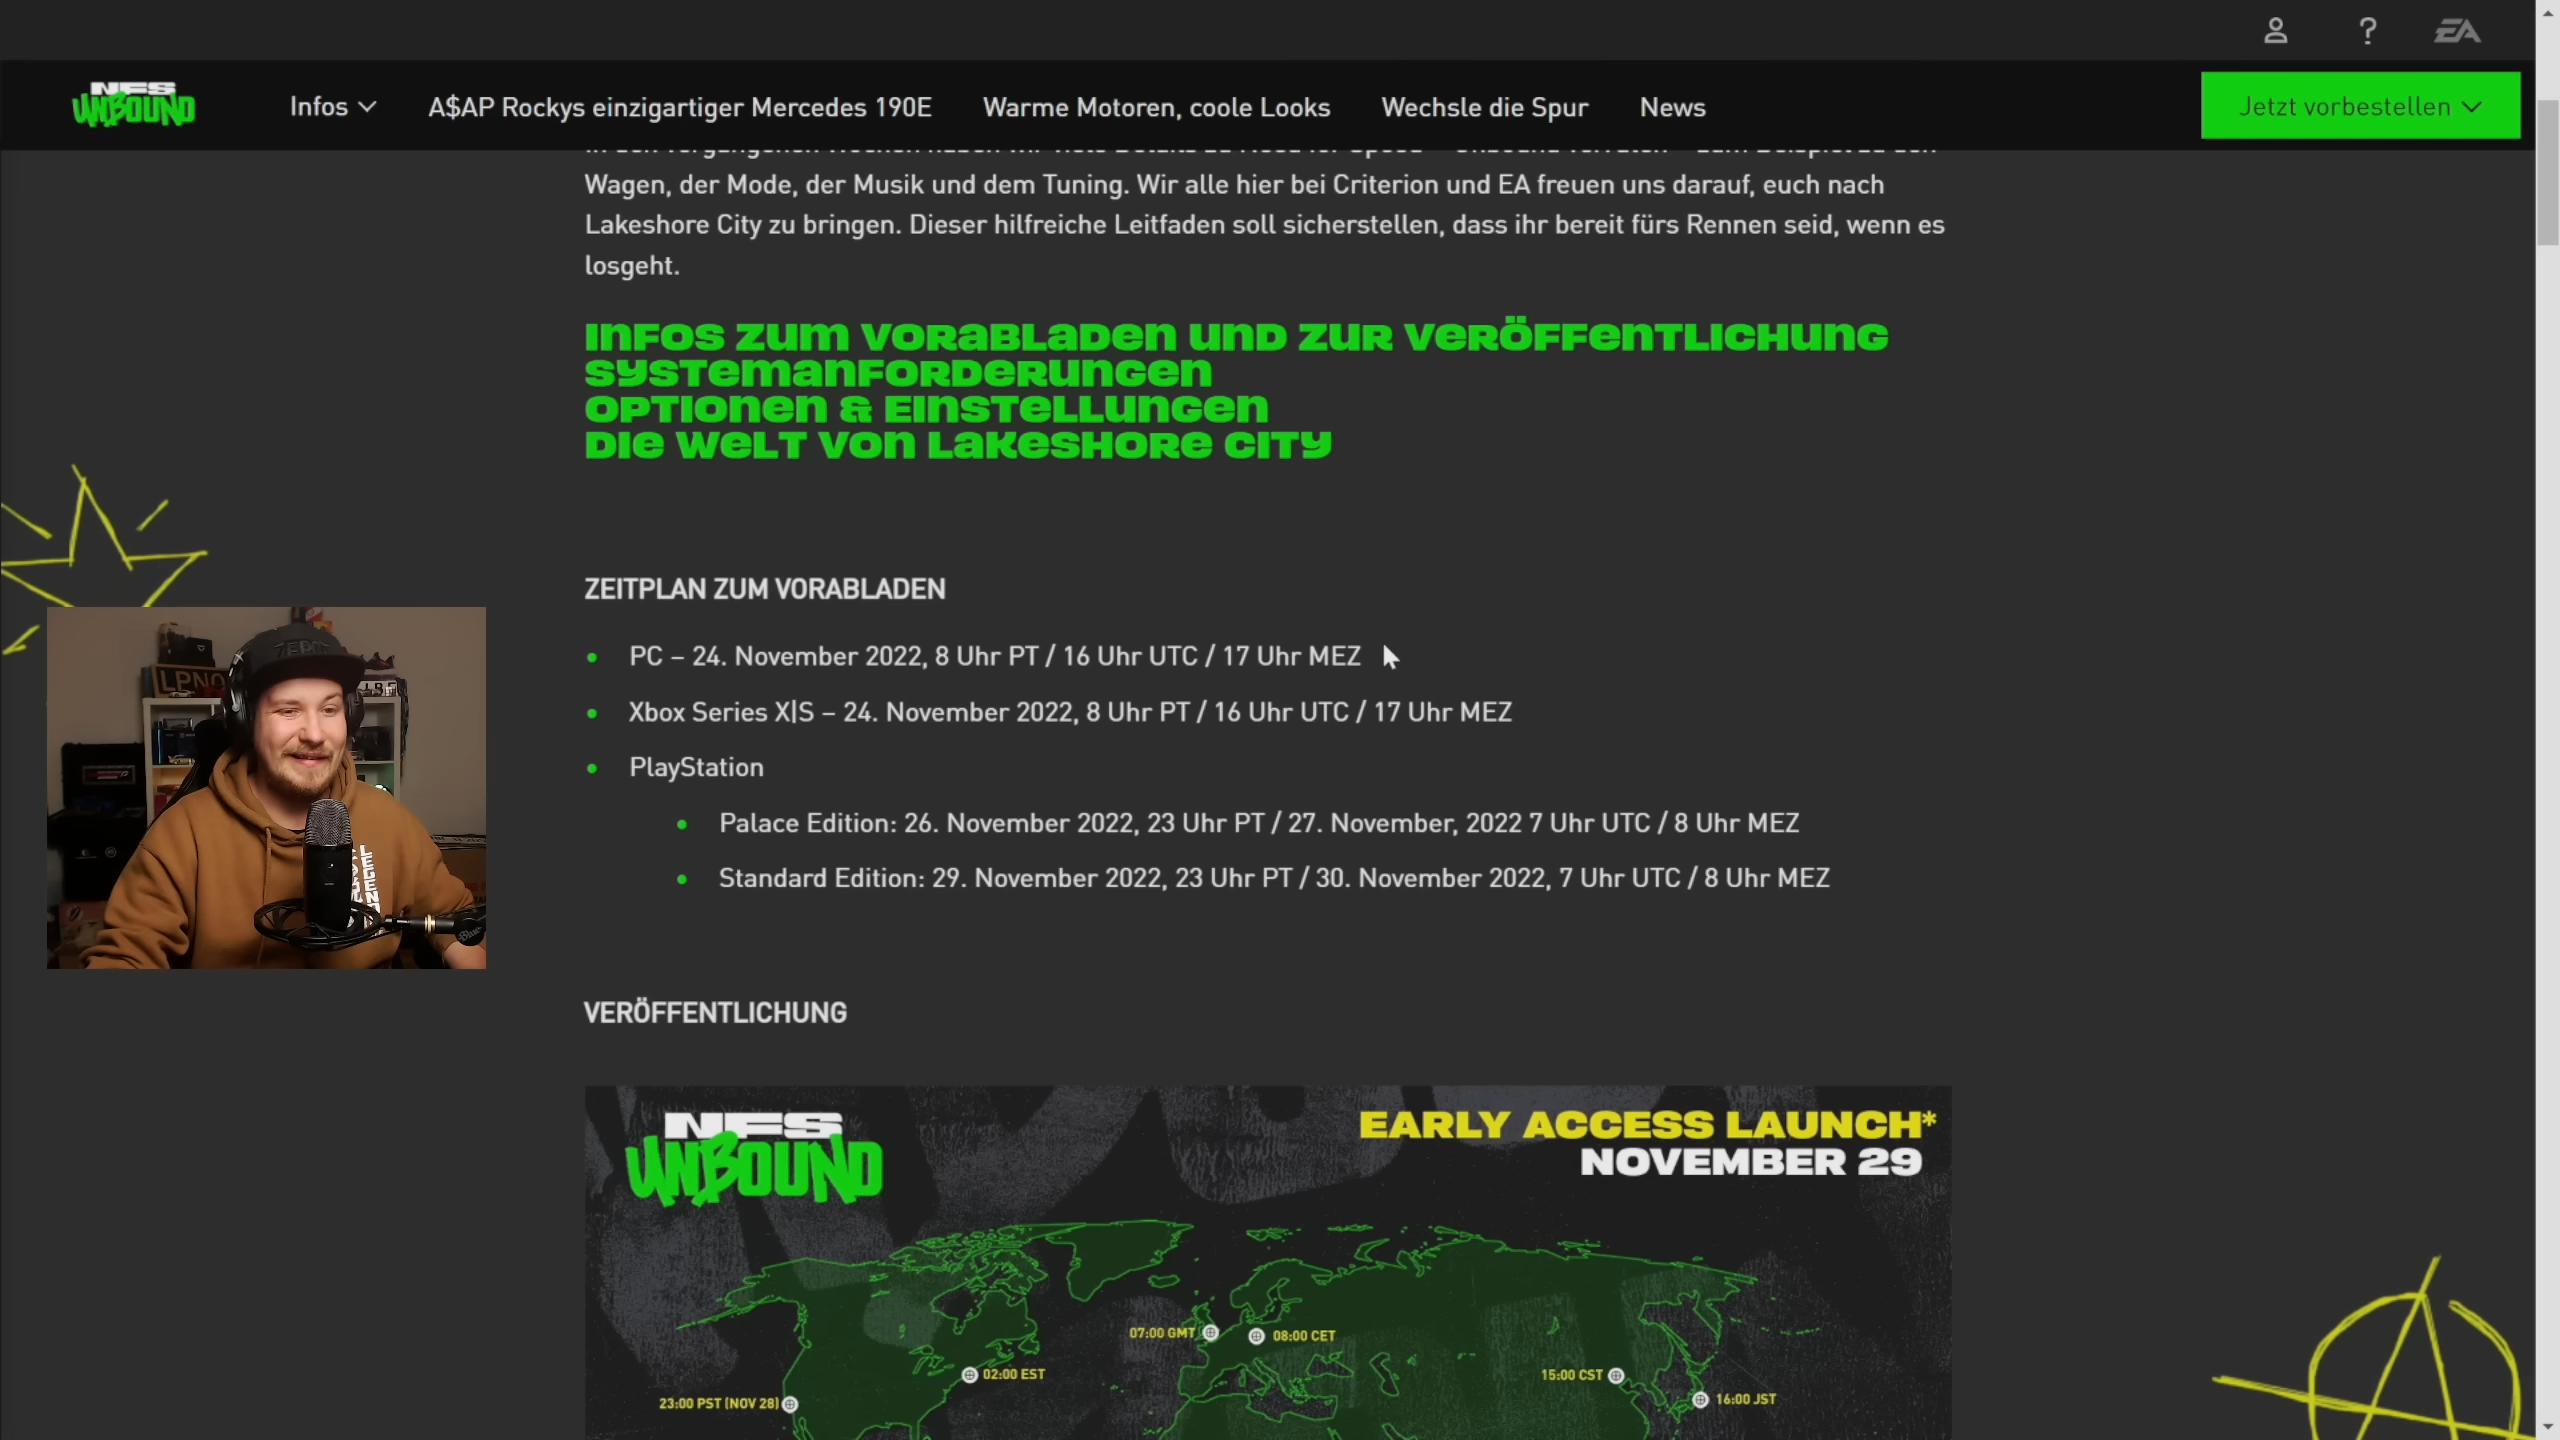 NFS
UNBOUND
Infos
A$AP Rockys einzigartiger Mercedes 190E
Warme Motoren, coole Looks
Wechsle die Spur
News
Jetzt vorbestellen
?
EA
Wagen, der Mode, der Musik und dem Tuning. Wir alle hier bei Criterion und EA freuen uns darauf, euch nach
Lakeshore City zu bringen. Dieser hilfreiche Leitfaden soll sicherstellen, dass ihr bereit fürs Rennen seid, wenn es
losgeht.
INFOS ZUM VORABLADEN UND ZUR VERÖFFENTLICHUNG
SYSTEMANFORDERUNGEN
OPTIONEN & EINSTELLUNGEN
DIE WELT VON LAKESHORE CITY
ZEITPLAN ZUM VORABLADEN
PC – 24. November 2022, 8 Uhr PT / 16 Uhr UTC / 17 Uhr MEZ
Xbox Series X|S – 24. November 2022, 8 Uhr PT / 16 Uhr UTC / 17 Uhr MEZ
PlayStation
Palace Edition: 26. November 2022, 23 Uhr PT / 27. November, 2022 7 Uhr UTC / 8 Uhr MEZ
Standard Edition: 29. November 2022, 23 Uhr PT / 30. November 2022, 7 Uhr UTC / 8 Uhr MEZ
LPNO
Blue
VERÖFFENTLICHUNG
NFS
UNBOUND
EARLY ACCESS LAUNCH*
NOVEMBER 29
07:00 GMT
08:00 CET
02:00 EST
15:00 CST
23:00 PST (NOV 28)
16:00 JST